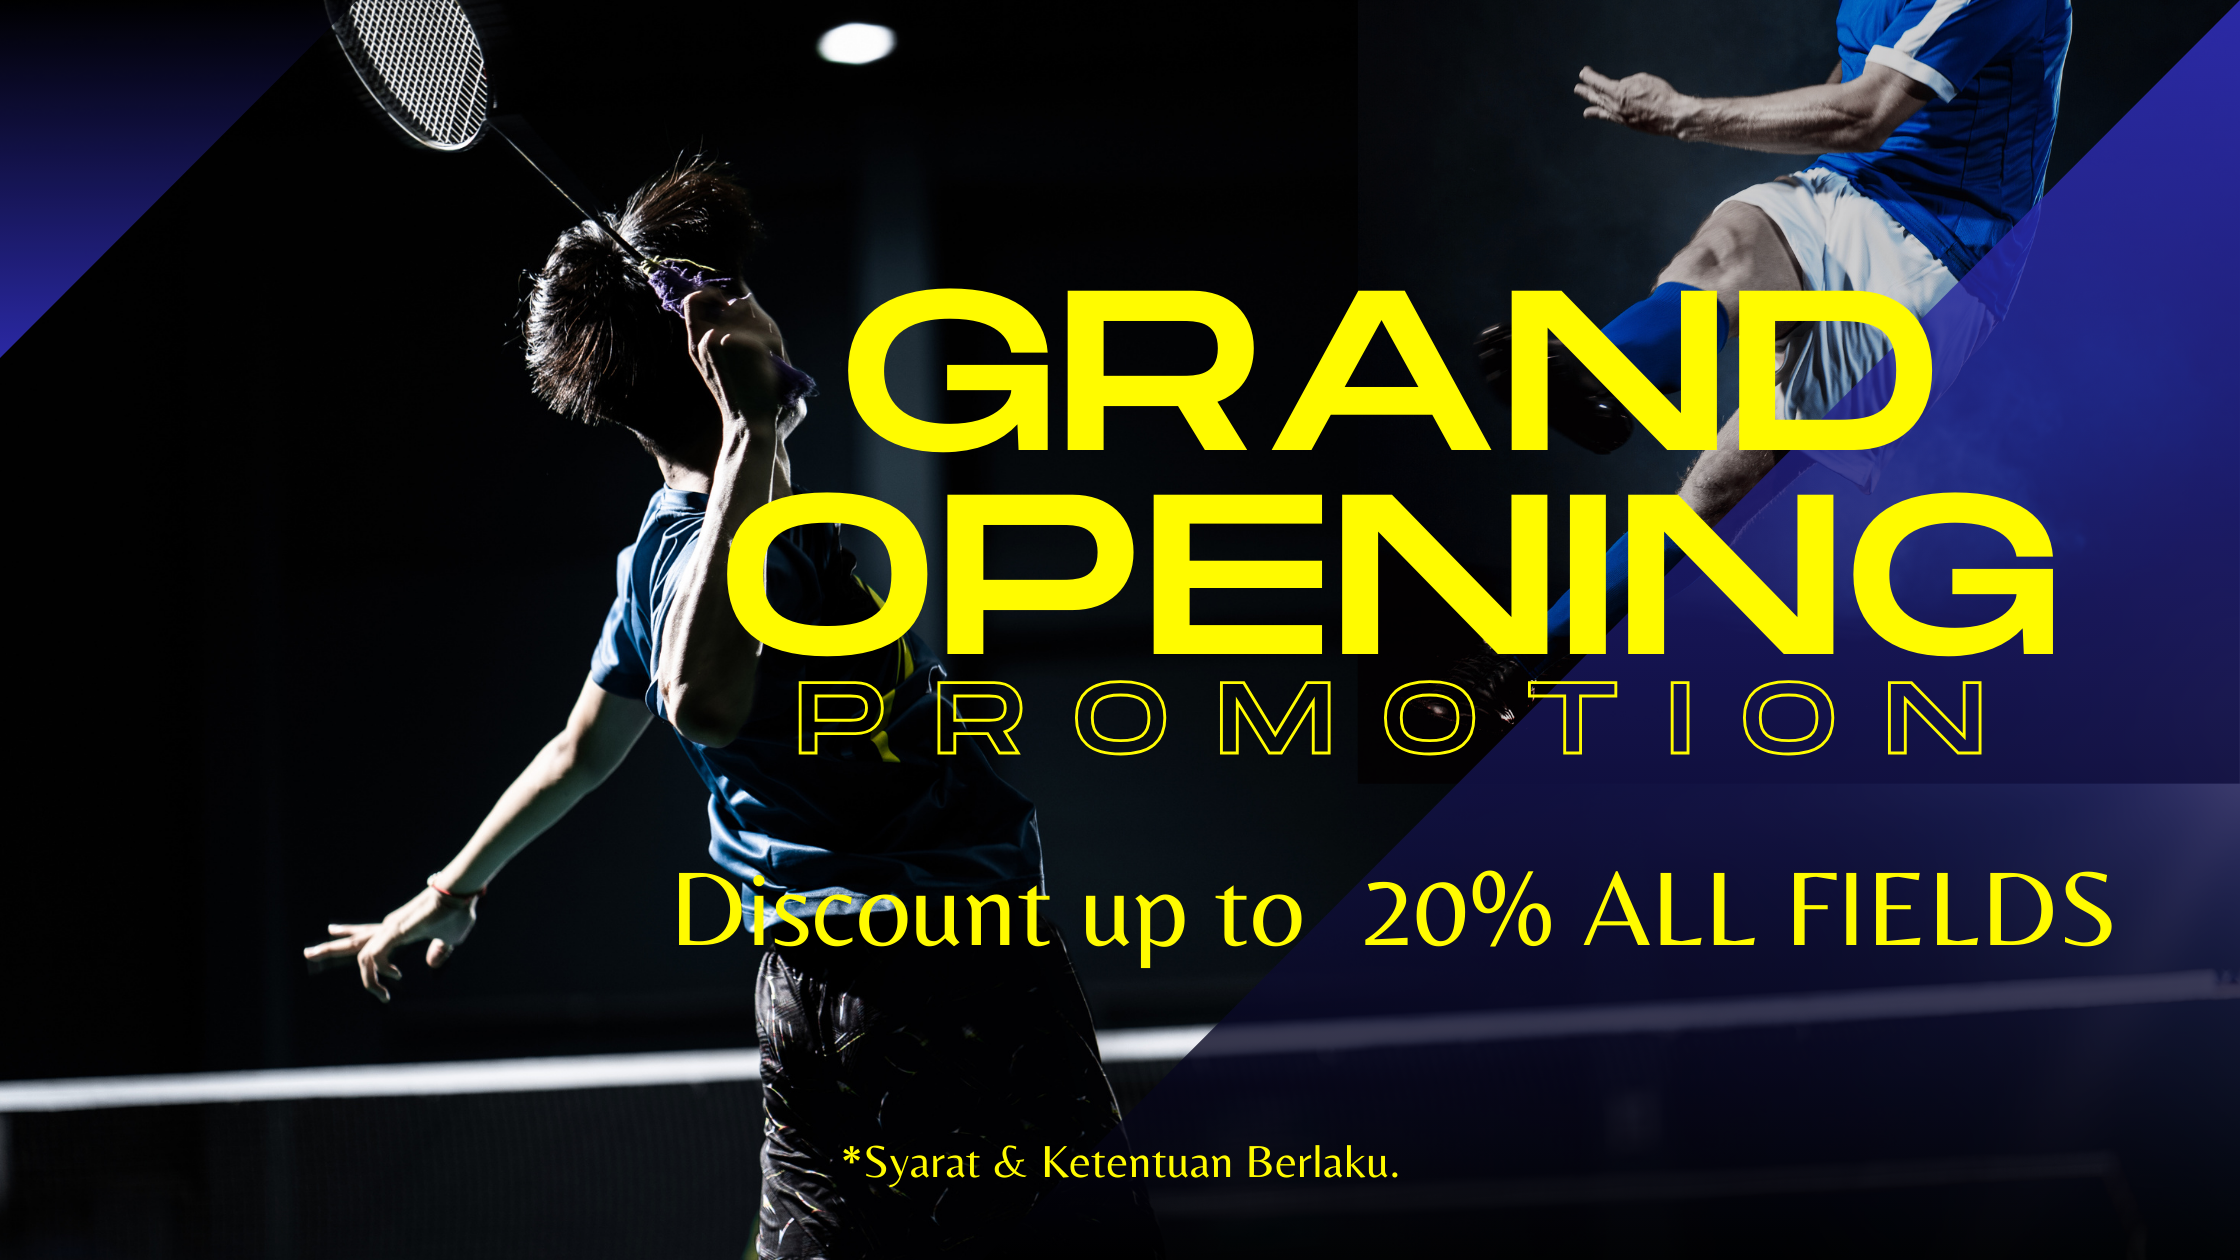 GRAND
OPENING
PROMOTION
Discount up to 20% ALL FIELDS
*Syarat & Ketentuan Berlaku.